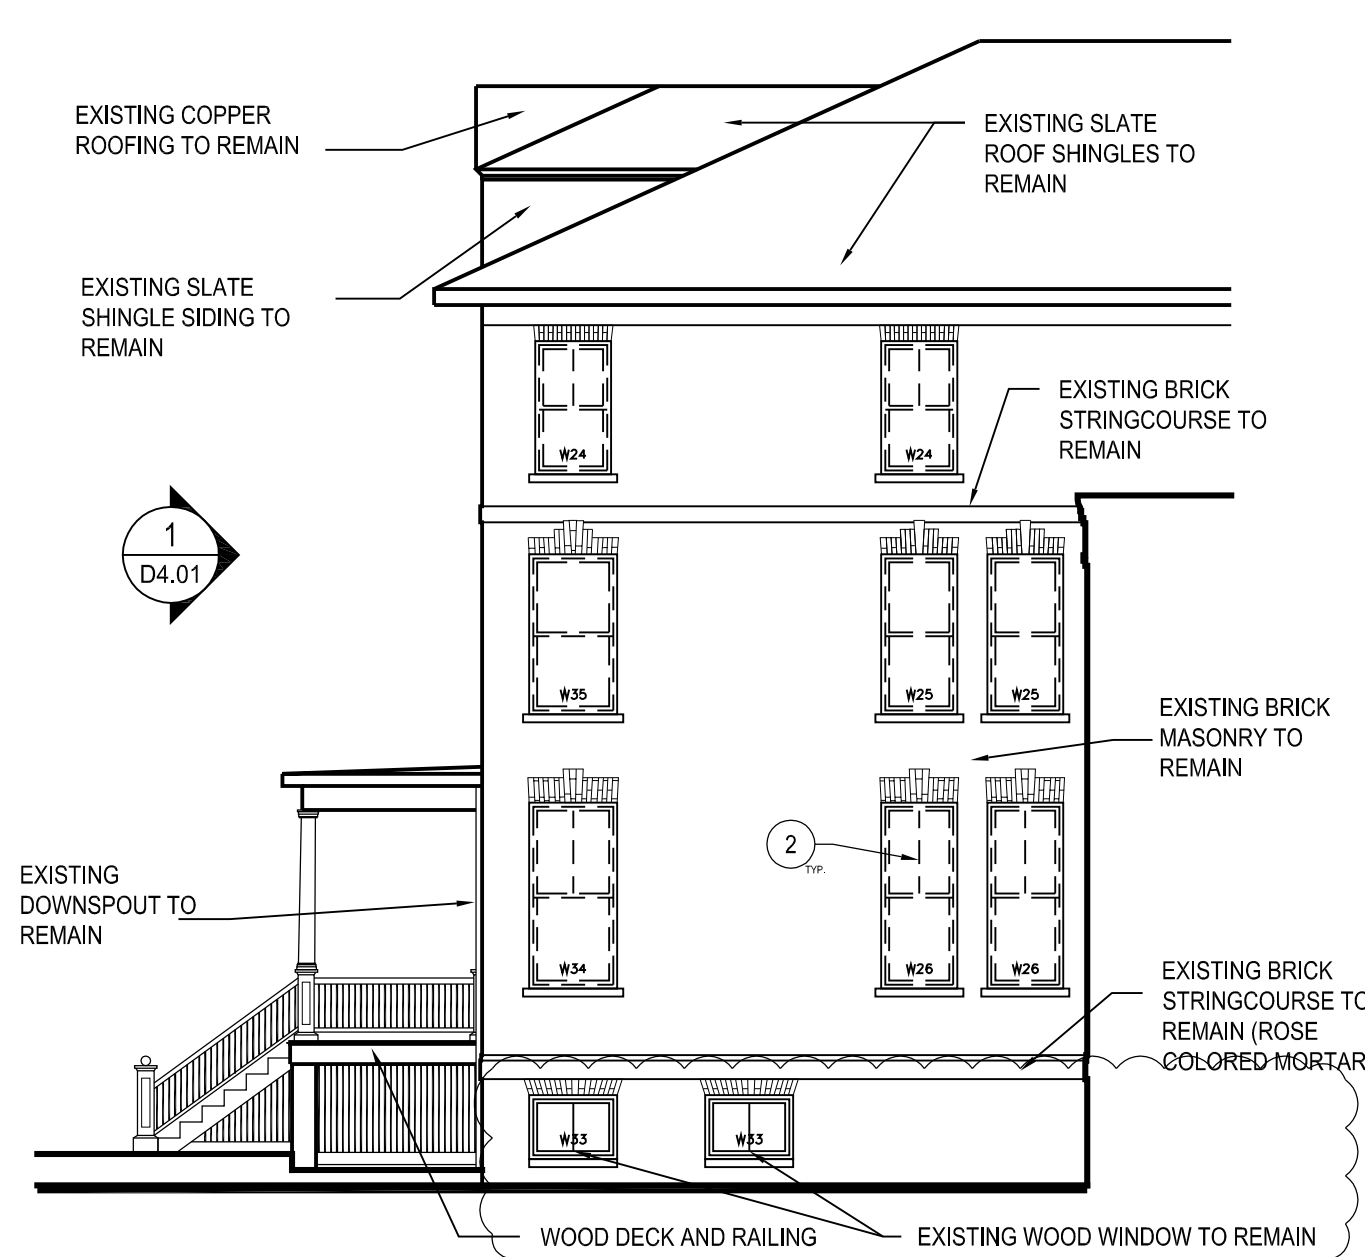 EXISTING COPPER
ROOFING TO REMAIN
EXISTING SLATE
ROOF SHINGLES TO
REMAIN
EXISTING SLATE
SHINGLE SIDING TO
REMAIN
EXISTING BRICK
STRINGCOURSE TO
REMAIN
W24
W24
1
D4.01
W35
W25
W25
EXISTING BRICK
MASONRY TO
REMAIN
2
TYP.
EXISTING
DOWNSPOUT TO
REMAIN
W34
W26
W26
EXISTING BRICK
STRINGCOURSE TO
REMAIN (ROSE
COLORED MORTAR
W33
W33
WOOD DECK AND RAILING
EXISTING WOOD WINDOW TO REMAIN